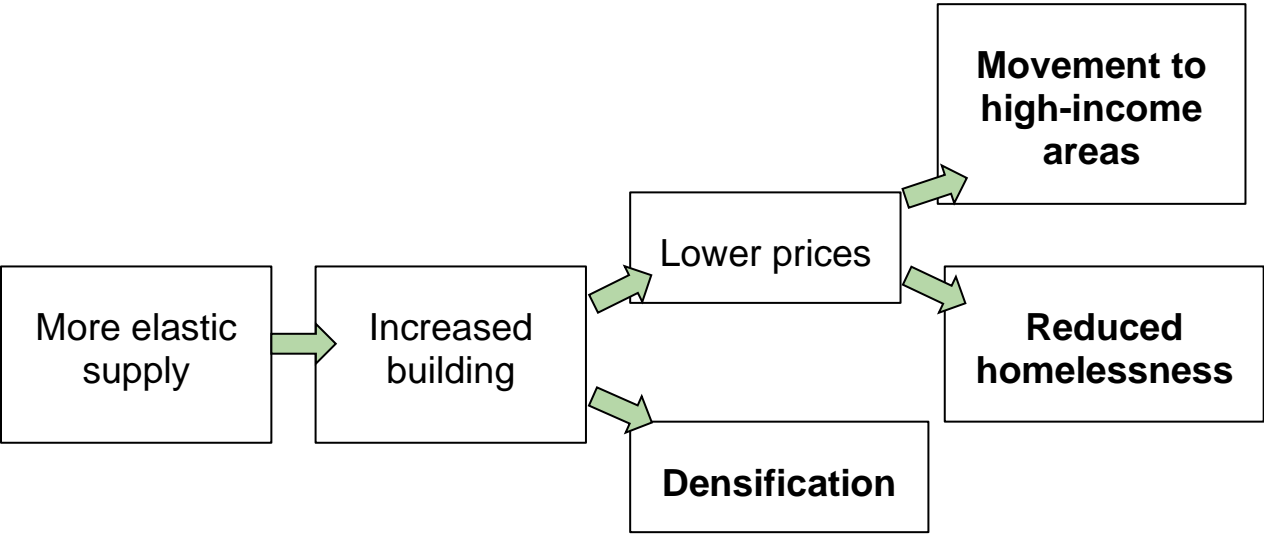 More elastic
supply
Increased
building
Lower prices
Densification
Movement to
high-income
areas
Reduced
homelessness